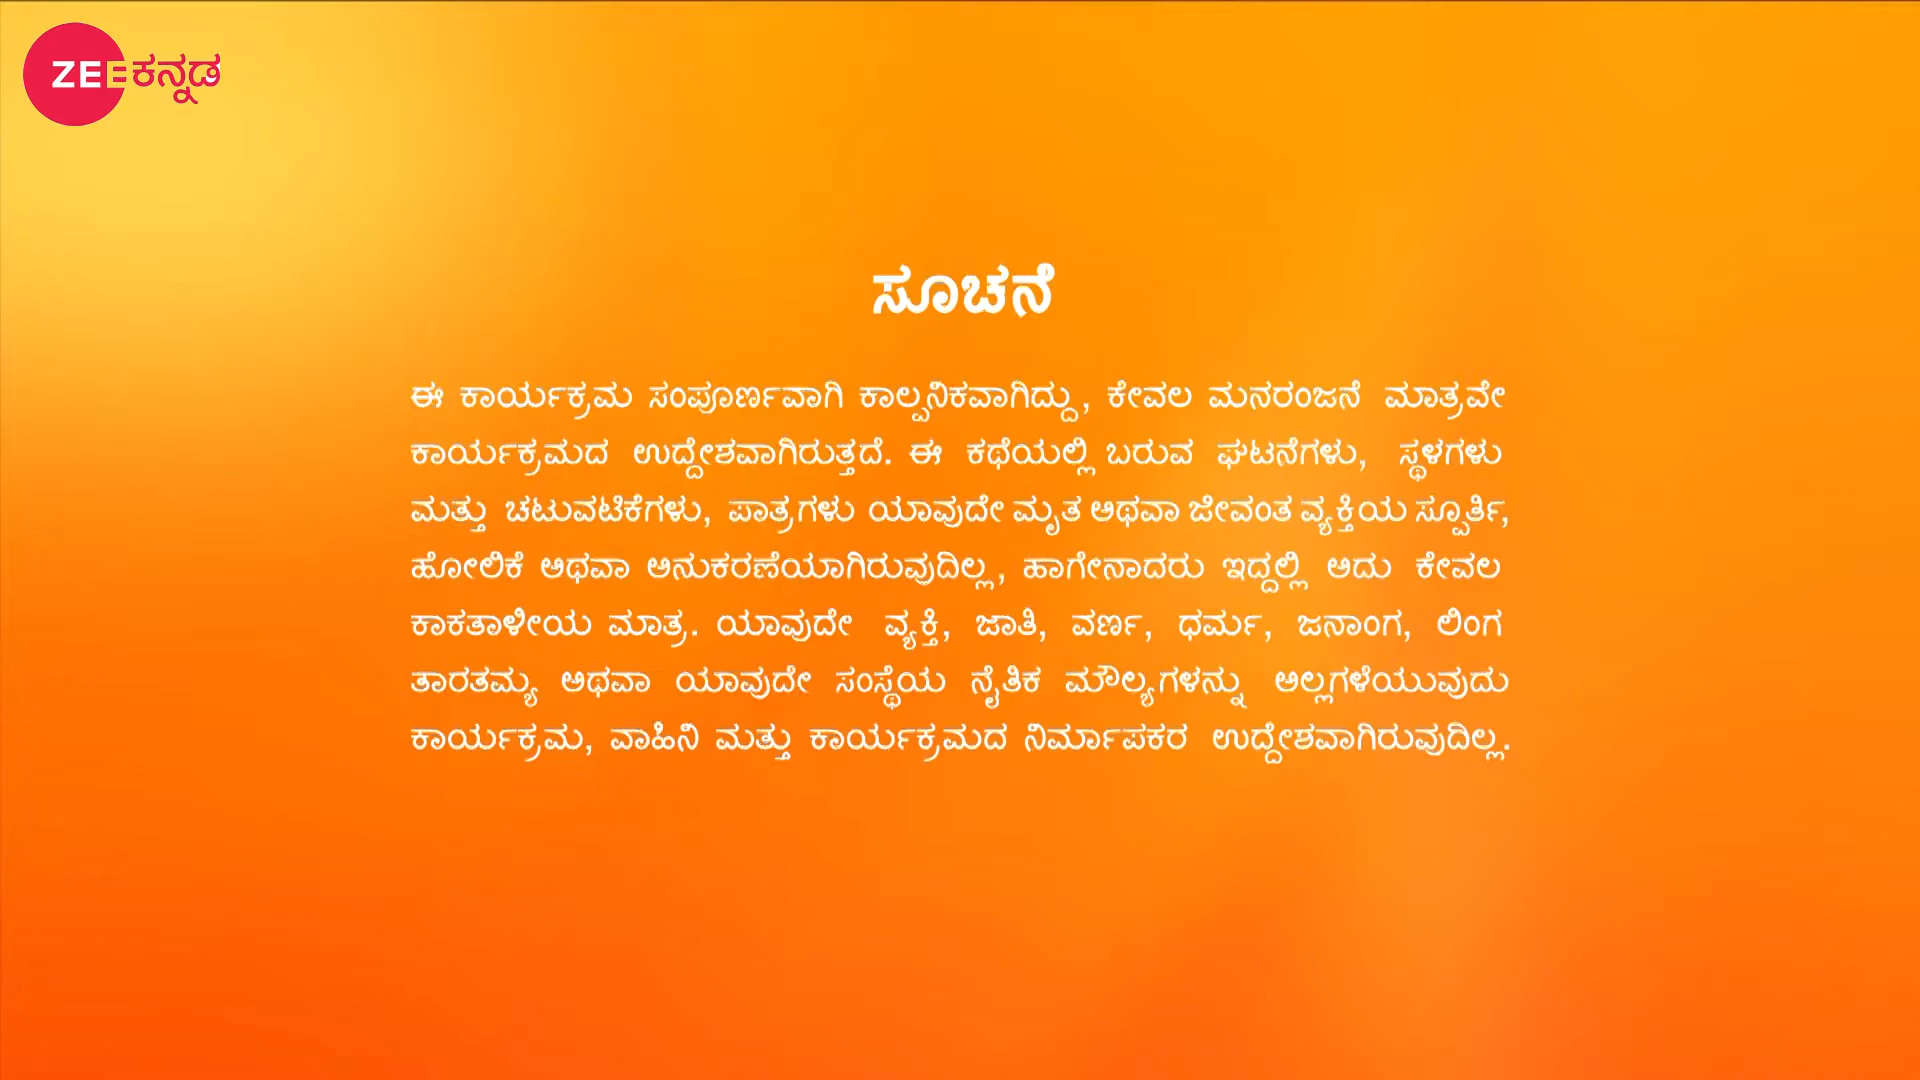 ZEE ಕನ್ನಡ
ಸೂಚನೆ
ಈ ಕಾರ್ಯಕ್ರಮ ಸಂಪೂರ್ಣವಾಗಿ ಕಾಲ್ಪನಿಕವಾಗಿದ್ದು, ಕೇವಲ ಮನರಂಜನೆ ಮಾತ್ರವೇ
ಕಾರ್ಯಕ್ರಮದ ಉದ್ದೇಶವಾಗಿರುತ್ತದೆ. ಈ ಕಥೆಯಲ್ಲಿ ಬರುವ ಘಟನೆಗಳು, ಸ್ಥಳಗಳು
ಮತ್ತು ಚಟುವಟಿಕೆಗಳು, ಪಾತ್ರಗಳು ಯಾವುದೇ ಮೃತ ಅಥವಾ ಜೀವಂತ ವ್ಯಕ್ತಿಯ ಸ್ಪೂರ್ತಿ,
ಹೋಲಿಕೆ ಅಥವಾ ಅನುಕರಣೆಯಾಗಿರುವುದಿಲ್ಲ, ಹಾಗೇನಾದರು ಇದ್ದಲ್ಲಿ ಅದು ಕೇವಲ
ಕಾಕತಾಳೀಯ ಮಾತ್ರ. ಯಾವುದೇ ವ್ಯಕ್ತಿ, ಜಾತಿ, ವರ್ಣ, ಧರ್ಮ, ಜನಾಂಗ, ಲಿಂಗ
ತಾರತಮ್ಯ ಅಥವಾ ಯಾವುದೇ ಸಂಸ್ಥೆಯ ನೈತಿಕ ಮೌಲ್ಯಗಳನ್ನು ಅಲ್ಲಗಳೆಯುವುದು
ಕಾರ್ಯಕ್ರಮ, ವಾಹಿನಿ ಮತ್ತು ಕಾರ್ಯಕ್ರಮದ ನಿರ್ಮಾಪಕರ ಉದ್ದೇಶವಾಗಿರುವುದಿಲ್ಲ.